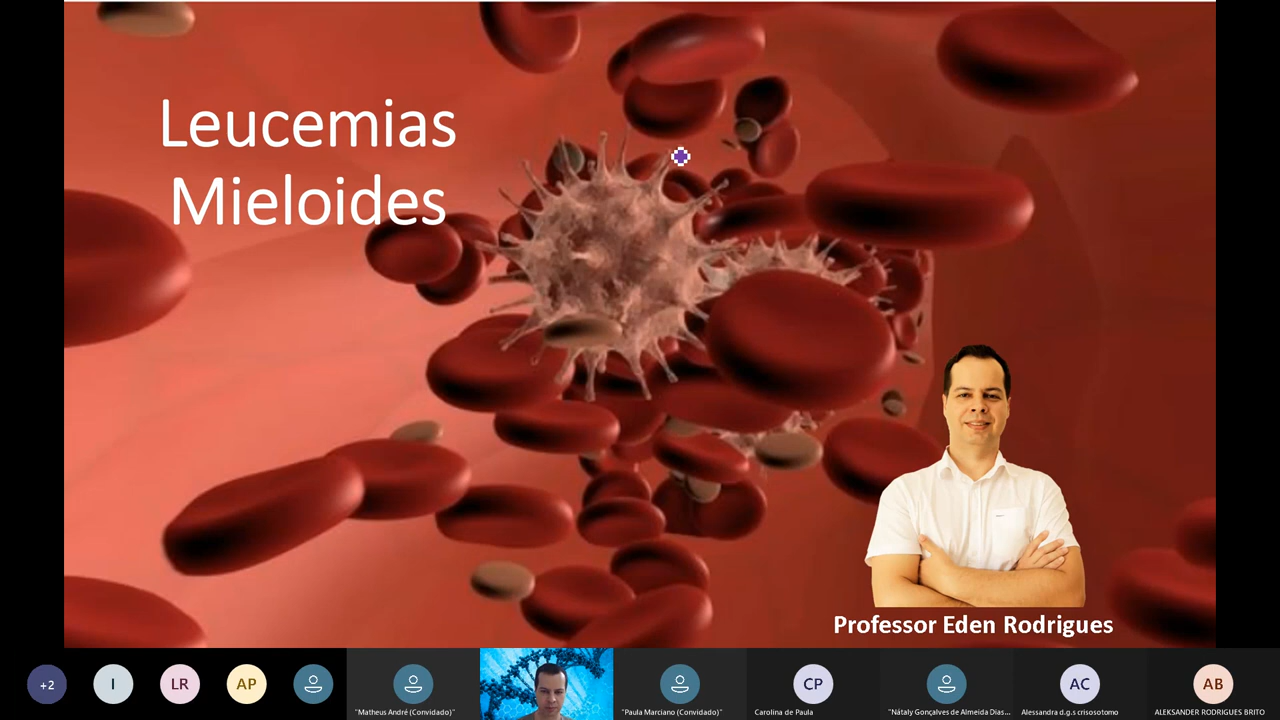 Leucemias
Mieloides
Professor Eden Rodrigues
+2
I
LR
AP
"Matheus André (Convidado)"
"Paula Marciano (Convidado)"
CP
Carolina de Paula
"Nátaly Gonçalves de Almeida Dias...
AC
Alessandra d.g.s crisosotomo
AB
ALEKSANDER RODRIGUES BRITO